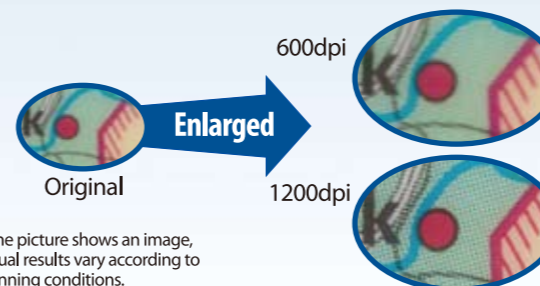 600dpi
Enlarged
k
Original
k
1200dpi
k
picture shows an image,
results vary according to
conditions.